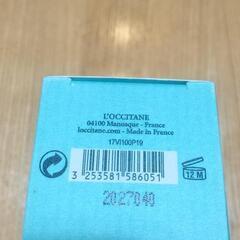 L'OCCITANE
04100 Manosque - France
loccitane.com - Made in France
17VI100P19
3 253581 586051
12 M
2027040